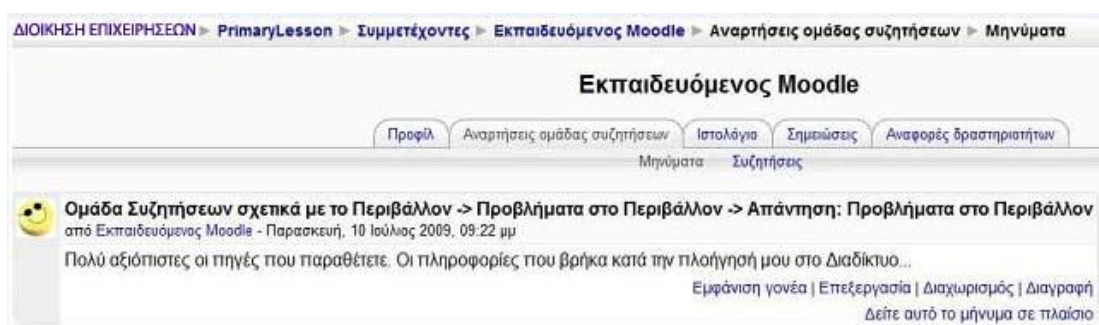 ΔΙΟΙΚΗΣΗ ΕΠΙΧΕΙΡΗΣΕΩΝ ► PrimaryLesson ► Συμμετέχοντες ► Εκπαιδευόμενος Moodle ► Αναρτήσεις ομάδας συζητήσεων ► Μηνύματα
Εκπαιδευόμενος Moodle
Προφίλ Αναρτήσεις ομάδας συζητήσεων Ιστολόγιο Σημειώσεις Αναφορές δραστηριοτήτων
Μηνύματα Συζητήσεις
Ομάδα Συζητήσεων σχετικά με το Περιβάλλον -> Προβλήματα στο Περιβάλλον -> Απάντηση: Προβλήματα στο Περιβάλλον
από Εκπαιδευόμενος Moodle - Παρασκευή, 10 Ιούλιος 2009, 09:22 μμ
Πολύ αξιόπιστες οι πηγές που παραθέτετε. Οι πληροφορίες που βρήκα κατά την πλοήγησή μου στο Διαδίκτυο...
Εμφάνιση γονέα | Επεξεργασία | Διαχωρισμός | Διαγραφή
Δείτε αυτό το μήνυμα σε πλαίσιο